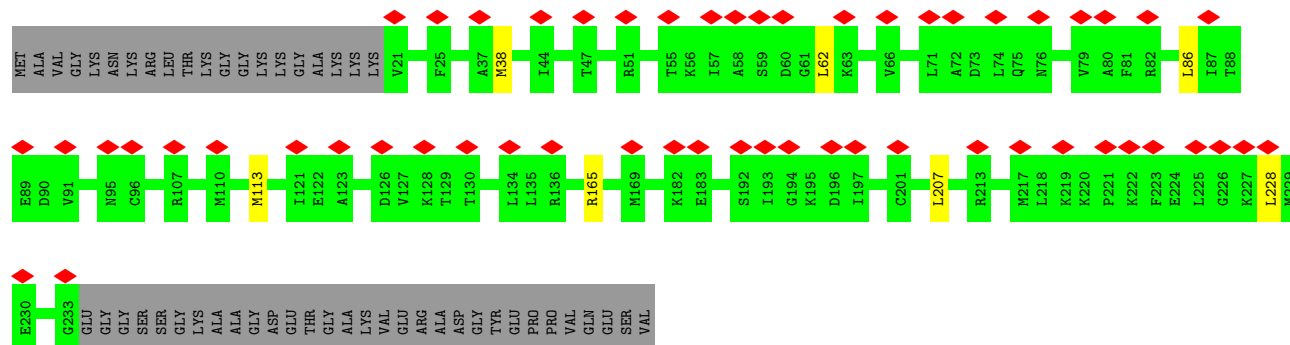 MET ALA VAL GLY LYS ASN LYS ARG LEU THR LYS GLY GLY LYS LYS GLY ALA LYS LYS LYS V21 F25 A37 M38 I44 T47 R51 T55 K56 I57 A58 S59 D60 G61 L62 K63 V66 L71 A72 D73 L74 Q75 N76 V79 A80 F81 R82 L86 I87 T88
E89 D90 V91 N95 C96 R107 M110 M113 I121 E122 A123 D126 V127 K128 T129 T130 L134 L135 R136 R165 M169 K182 E183 S192 I193 G194 K195 D196 I197 C201 L207 R213 M217 L218 K219 K220 P221 K222 F223 E224 L225 G226 K227 L228 M229
E230 G233 GLU GLY GLY SER SER GLY LYS ALA ALA GLY ASP GLU THR GLY ALA LYS VAL GLU ARG ALA ASP GLY TYR GLU PRO PRO VAL GLN GLU SER VAL